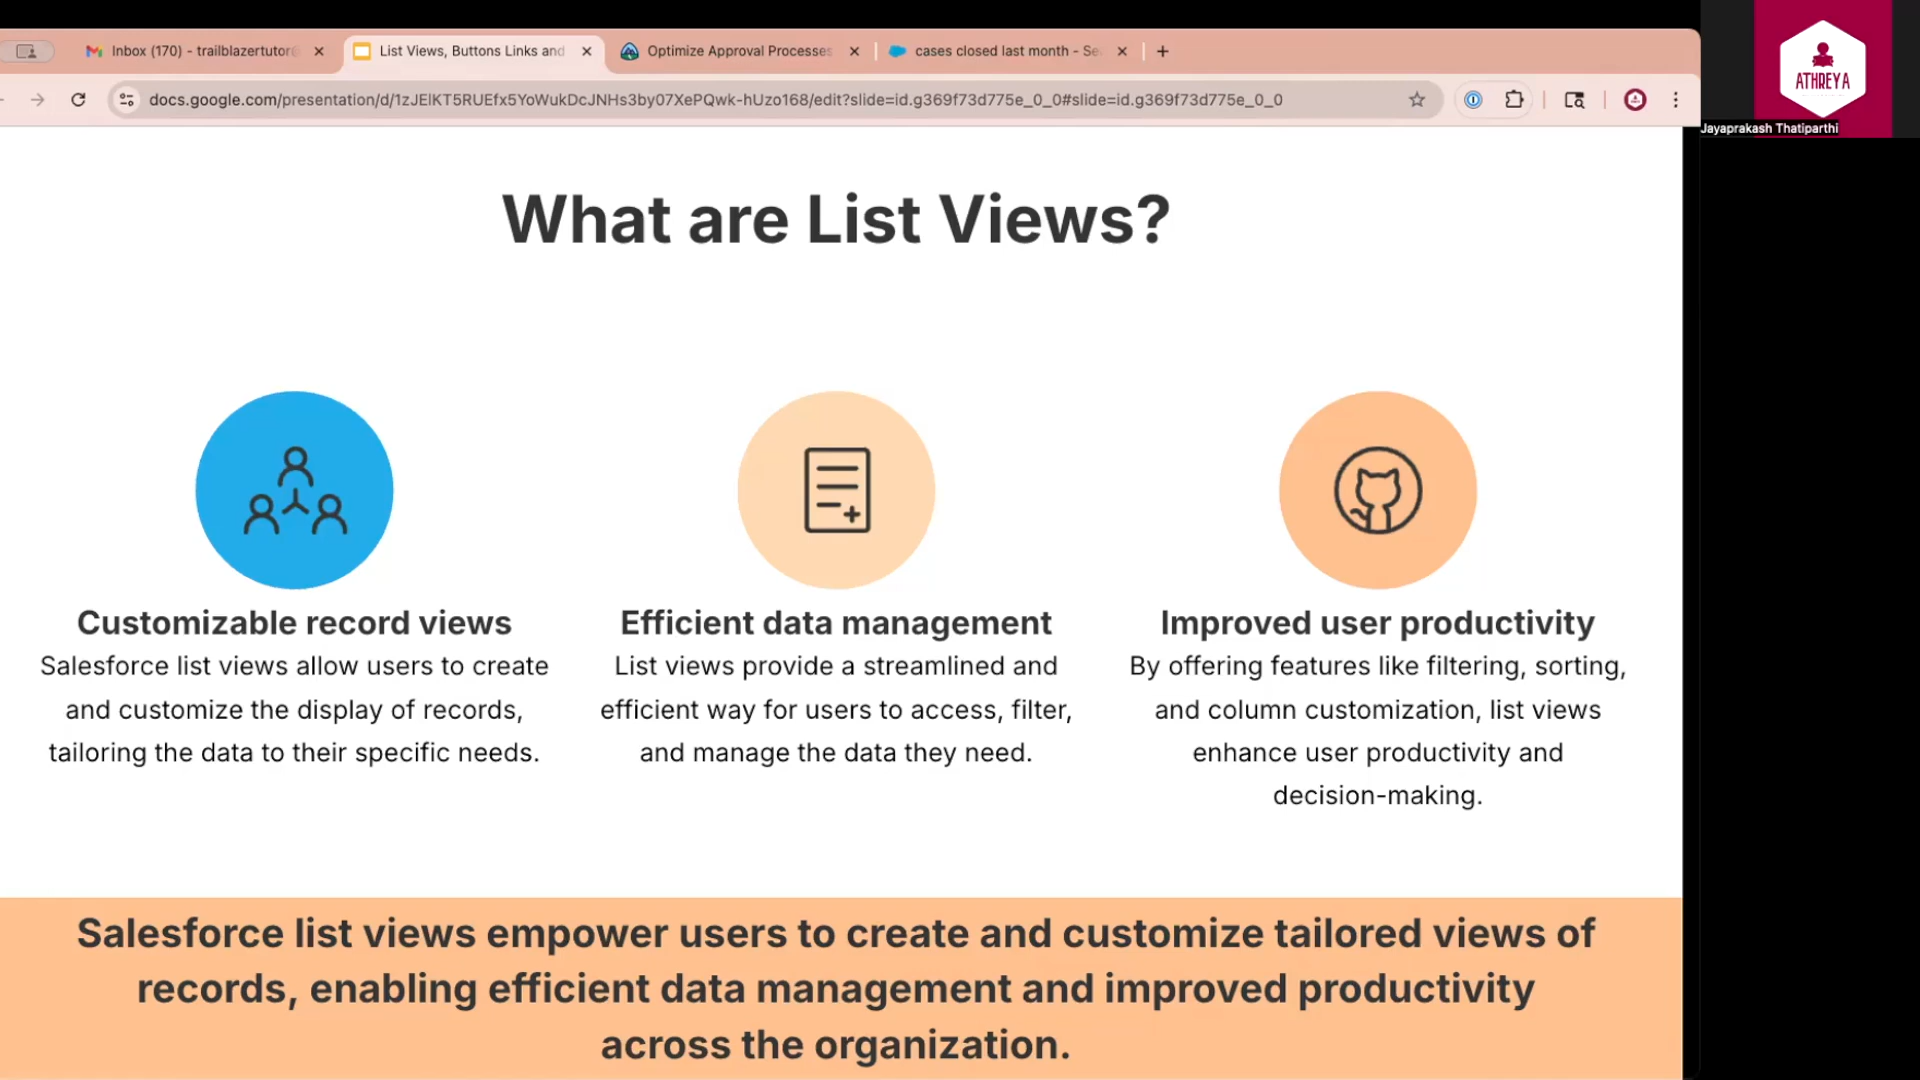 Inbox (170) - trailblazertutor
List Views, Buttons Links and
Optimize Approval Processes
cases closed last month - Se
docs.google.com/presentation/d/1zJEIKT5RUEfx5YoWukDcJNHs3by07XePQwk-hUzo168/edit?slide=id.g369f73d775e_0_0#slide=id.g369f73d775e_0_0
ATHREYA
Jayaprakash Thatiparthi
What are List Views?
Customizable record views
Salesforce list views allow users to create
and customize the display of records,
tailoring the data to their specific needs.
Efficient data management
List views provide a streamlined and
efficient way for users to access, filter,
and manage the data they need.
Improved user productivity
By offering features like filtering, sorting,
and column customization, list views
enhance user productivity and
decision-making.
Salesforce list views empower users to create and customize tailored views of
records, enabling efficient data management and improved productivity
across the organization.